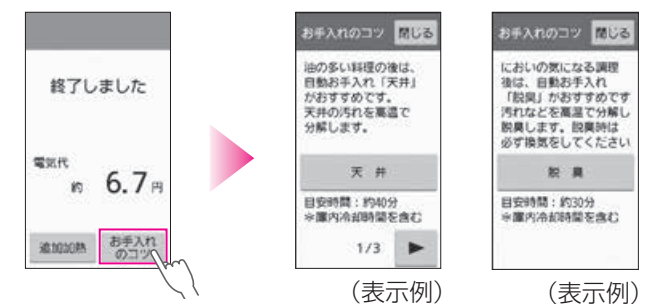 終了しました
電気代
約 6.7円
追加加熱
お手入れ
のコツ
お手入れのコツ 閉じる
油の多い料理の後は、
自動お手入れ「天井」
がおすすめです。
天井の汚れを高温で
分解します。
天 井
目安時間:約40分
※庫内冷却時間を含む
1/3 ▶
(表示例)
お手入れのコツ 閉じる
においの気になる調理
後は、自動お手入れ
「脱臭」がおすすめです
汚れなどを高温で分解し
脱臭します。脱臭時は
必ず換気をしてください
脱 臭
目安時間:約30分
※庫内冷却時間を含む
(表示例)